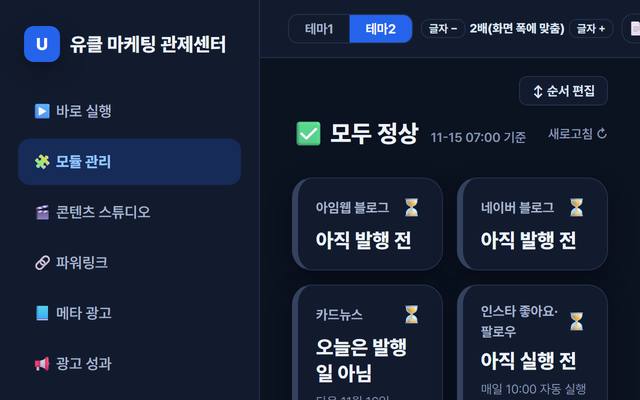 U 유클 마케팅 관제센터
바로 실행
모듈 관리
콘텐츠 스튜디오
파워링크
메타 광고
광고 성과
테마1 테마2 글자 − 2배(화면 폭에 맞춤) 글자 +
↕ 순서 편집
모두 정상 11-15 07:00 기준 새로고침 ↻
아임웹 블로그
아직 발행 전
네이버 블로그
아직 발행 전
카드뉴스
오늘은 발행
일 아님
인스타 좋아요·
팔로우
아직 실행 전
매일 10:00 자동 실행